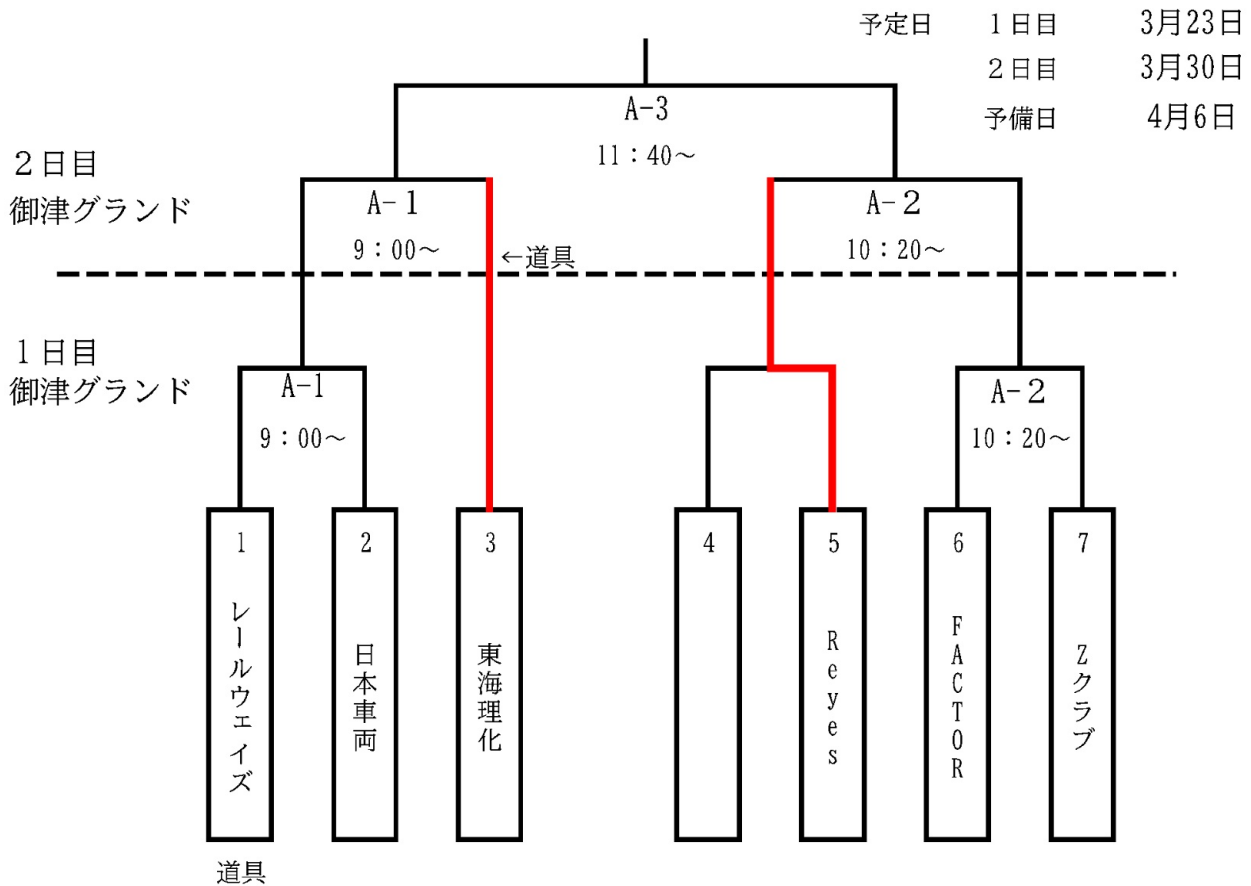 予定日 1日目 3月23日
2日目 3月30日
予備日 4月6日
A-3
11:40~
2日目
御津グランド
A-1
9:00~
←道具
A-2
10:20~
1日目
御津グランド
A-1
9:00~
A-2
10:20~
1
レールウェイズ
2
日本車両
3
東海理化
4
5
Reyes
6
FACTOR
7
Zクラブ
道具